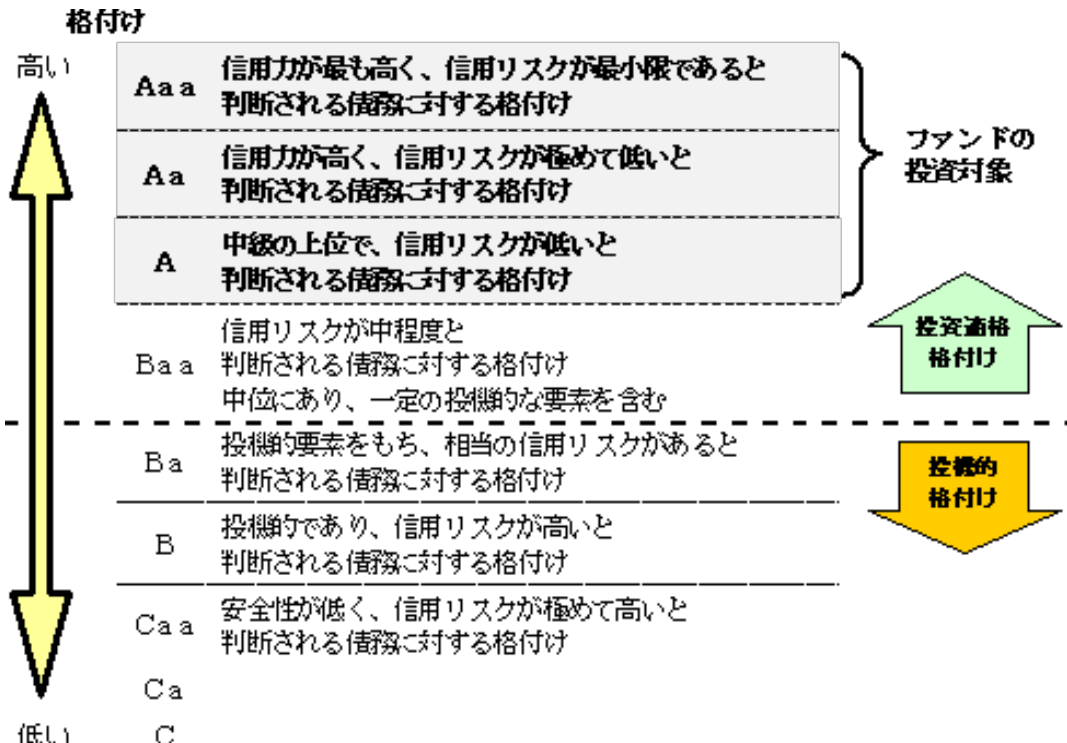 格付け
高い
Aaa
信用力が最も高く、信用リスクが最小限であると
判断される債務に対する格付け
Aa
信用力が高く、信用リスクが極めて低いと
判断される債務に対する格付け
A
中級の上位で、信用リスクが低いと
判断される債務に対する格付け
ファンドの
投資対象
Baa
信用リスクが中程度と
判断される債務に対する格付け
中位にあり、一定の投機的な要素を含む
投資適格
格付け
Ba
投機的要素をもち、相当の信用リスクがあると
判断される債務に対する格付け
投機的
格付け
B
投機的であり、信用リスクが高いと
判断される債務に対する格付け
Caa
安全性が低く、信用リスクが極めて高いと
判断される債務に対する格付け
Ca
C
低い